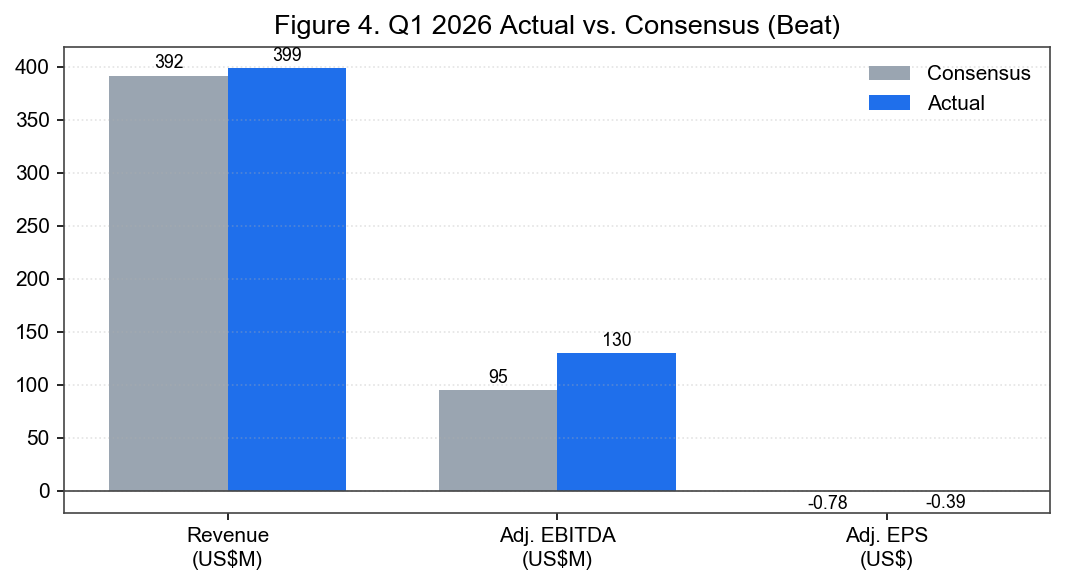 Figure 4. Q1 2026 Actual vs. Consensus (Beat)
392
399
400
Consensus
Actual
350
300
250
200
150
130
95
100
50
0
-0.78
-0.39
Revenue
(US$M)
Adj. EBITDA
(US$M)
Adj. EPS
(US$)